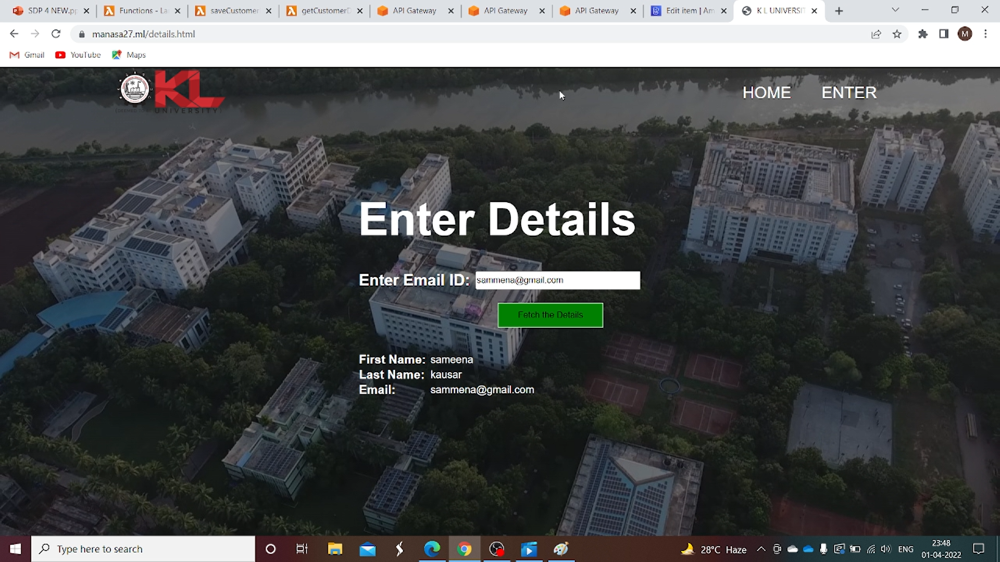 SDP 4 NEW.pp
Functions - La
saveCustomer
getCustomerD
API Gateway
API Gateway
API Gateway
Edit item | Am
K L UNIVERSIT
manasa27.ml/details.html
M
Gmail
YouTube
Maps
KL
UNIVERSITY)
HOME
ENTER
Enter Details
Enter Email ID: sammena@gmail.com
Fetch the Details
First Name: sameena
Last Name: kausar
Email: sammena@gmail.com
Type here to search
28°C Haze
ENG
23:48
01-04-2022